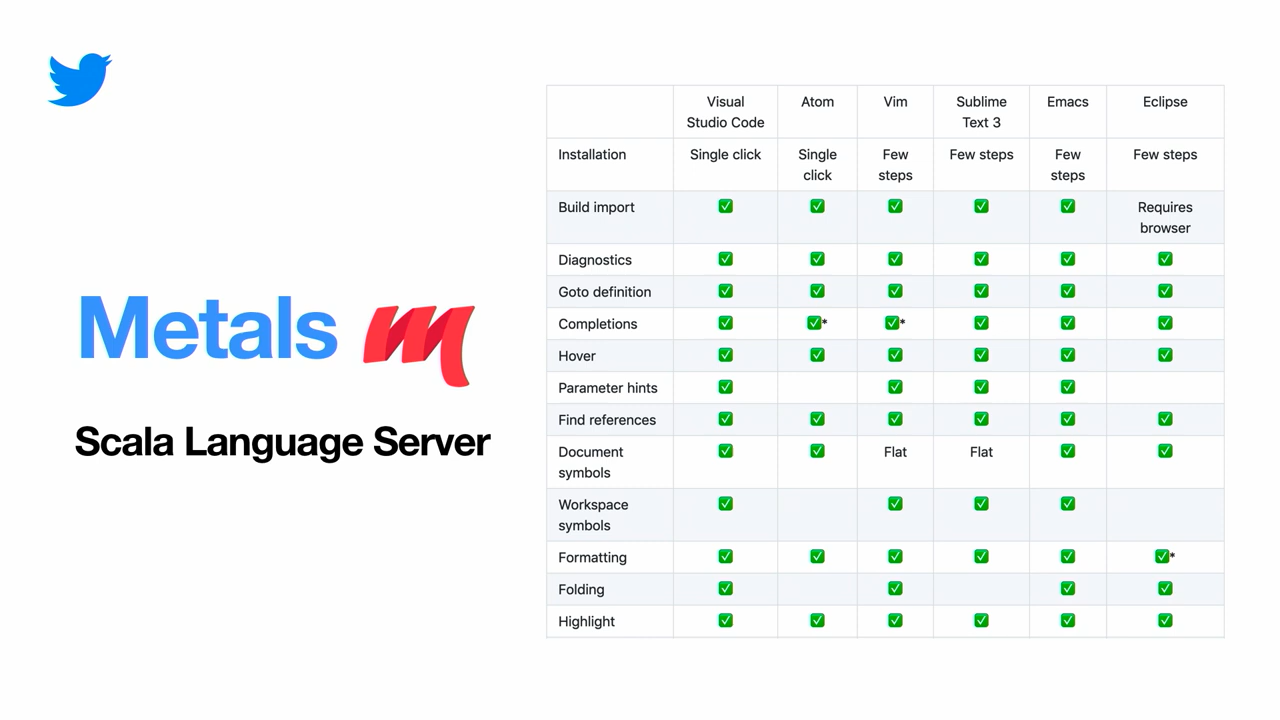 Metals
Scala Language Server
Visual Studio Code Atom Vim Sublime Text 3 Emacs Eclipse
Installation Single click Single click Few steps Few steps Few steps Few steps
Build import ✅ ✅ ✅ ✅ ✅ Requires browser
Diagnostics ✅ ✅ ✅ ✅ ✅ ✅
Goto definition ✅ ✅ ✅ ✅ ✅ ✅
Completions ✅ ✅* ✅* ✅ ✅ ✅
Hover ✅ ✅ ✅ ✅ ✅ ✅
Parameter hints ✅ ✅ ✅ ✅
Find references ✅ ✅ ✅ ✅ ✅ ✅
Document symbols ✅ ✅ Flat Flat ✅ ✅
Workspace symbols ✅ ✅ ✅ ✅
Formatting ✅ ✅ ✅ ✅ ✅ ✅*
Folding ✅ ✅ ✅ ✅
Highlight ✅ ✅ ✅ ✅ ✅ ✅